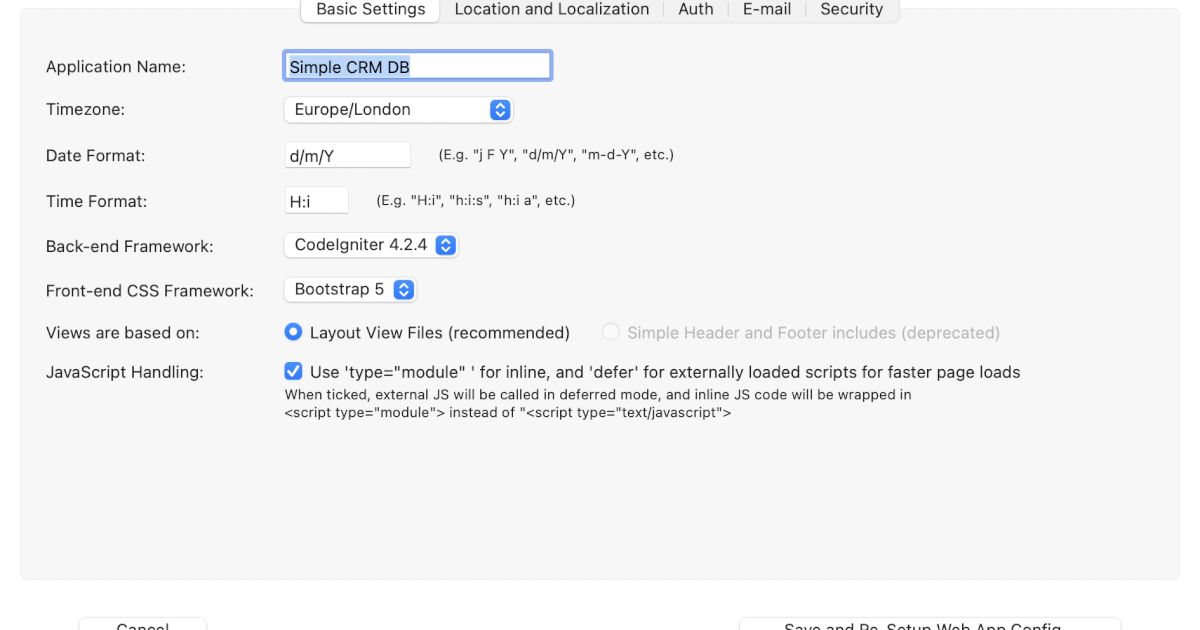 Basic Settings Location and Localization Auth E-mail Security
Application Name: Simple CRM DB
Timezone: Europe/London
Date Format: d/m/Y (E.g. "j F Y", "d/m/Y", "m-d-Y", etc.)
Time Format: H:i (E.g. "H:i", "h:i:s", "h:i a", etc.)
Back-end Framework: CodeIgniter 4.2.4
Front-end CSS Framework: Bootstrap 5
Views are based on: Layout View Files (recommended) Simple Header and Footer includes (deprecated)
JavaScript Handling: Use 'type="module" ' for inline, and 'defer' for externally loaded scripts for faster page loads
When ticked, external JS will be called in deferred mode, and inline JS code will be wrapped in
<script type="module"> instead of "<script type="text/javascript">
Cancel Save and Re-Setup Web App Config